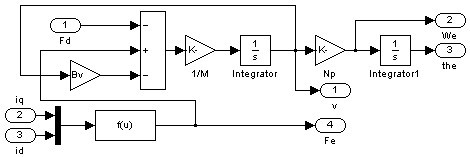 1
Fd
−
+
−
Bv
K-
1/M
1
s
Integrator
K-
Np
1
s
Integrator1
2
We
3
the
1
v
iq
2
3
id
f(u)
4
Fe